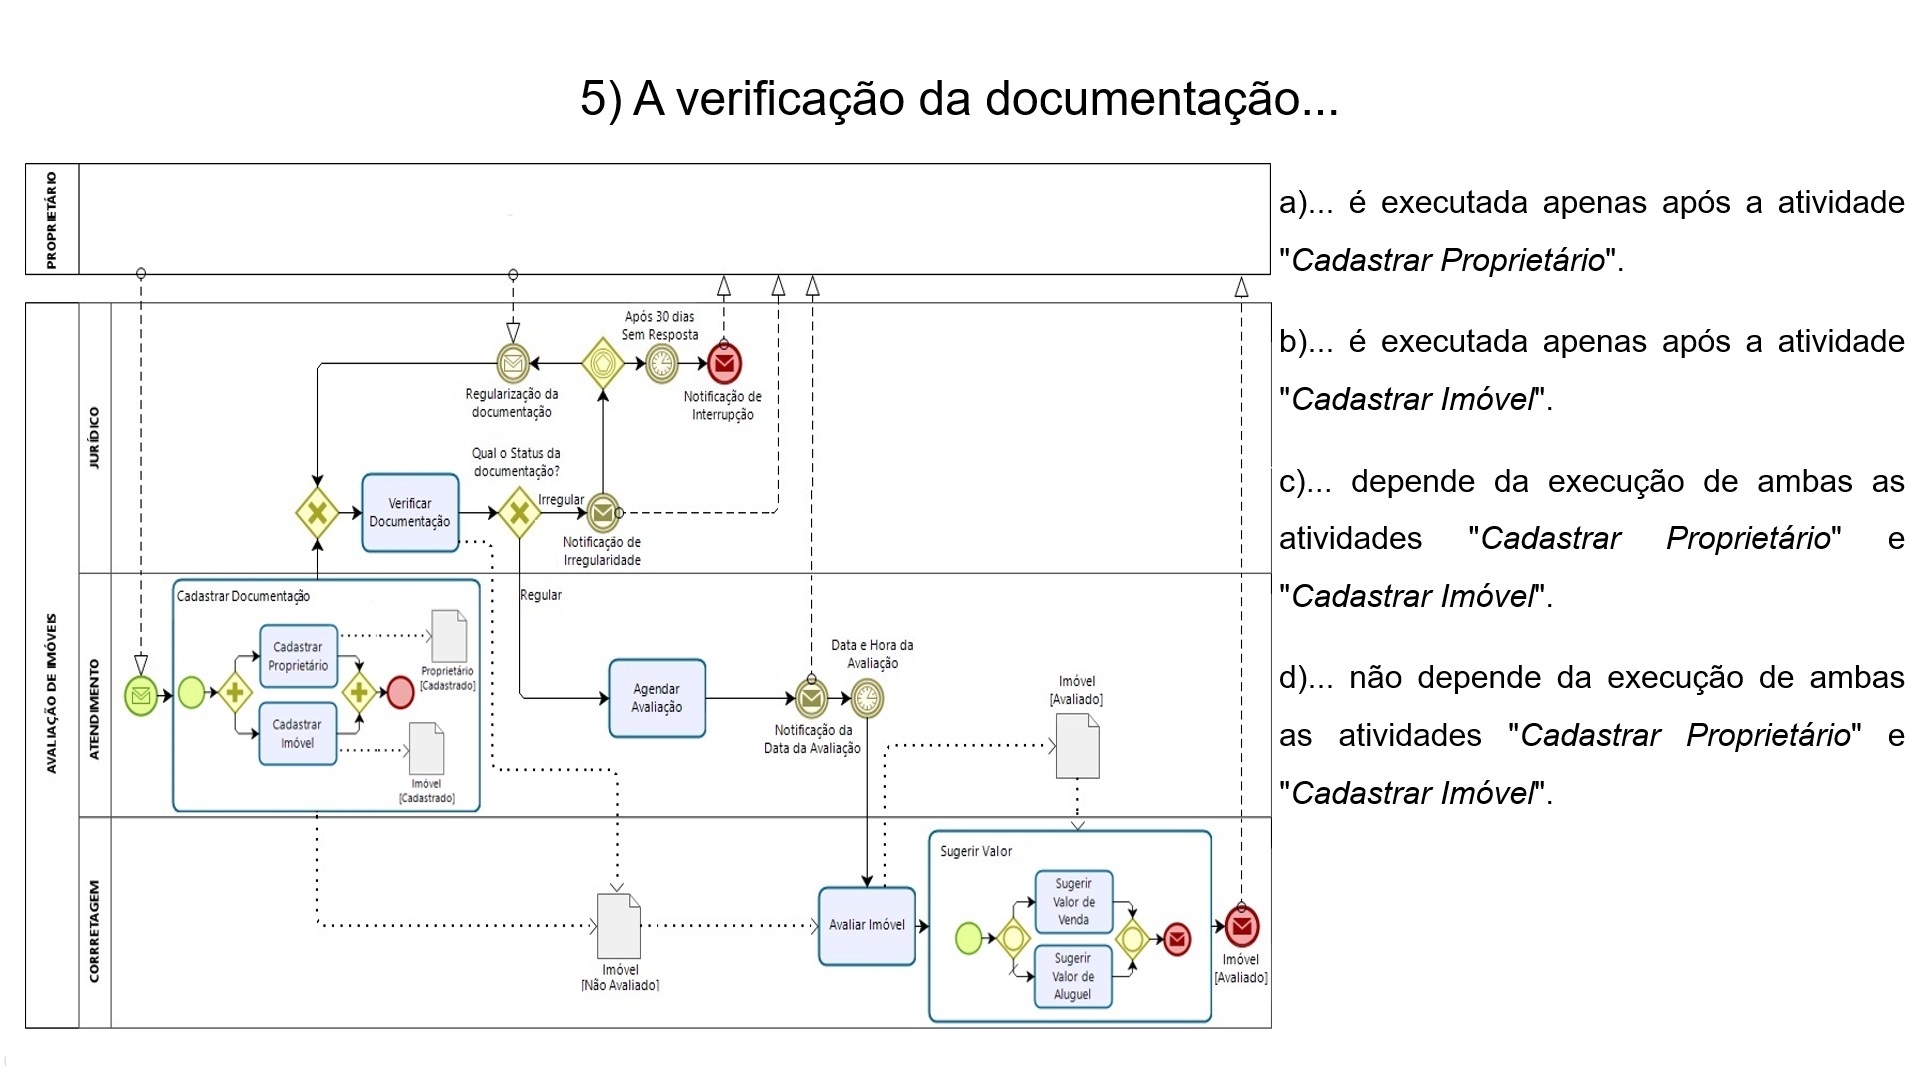 5) A verificação da documentação...
PROPRIETÁRIO
AVALIAÇÃO DE IMÓVEIS
JURÍDICO
Após 30 dias
Sem Resposta
Regularização da
documentação
Notificação de
Interrupção
Qual o Status da
documentação?
Verificar
Documentação
Irregular
Notificação de
Irregularidade
Regular
ATENDIMENTO
Cadastrar Documentação
Cadastrar
Proprietário
Proprietário
[Cadastrado]
Cadastrar
Imóvel
Imóvel
[Cadastrado]
Agendar
Avaliação
Data e Hora da
Avaliação
Notificação da
Data da Avaliação
Imóvel
[Avaliado]
CORRETAGEM
Imóvel
[Não Avaliado]
Avaliar Imóvel
Sugerir Valor
Sugerir
Valor de
Venda
Sugerir
Valor de
Aluguel
Imóvel
[Avaliado]
a)... é executada apenas após a atividade
"Cadastrar Proprietário".
b)... é executada apenas após a atividade
"Cadastrar Imóvel".
c)... depende da execução de ambas as
atividades "Cadastrar Proprietário" e
"Cadastrar Imóvel".
d)... não depende da execução de ambas
as atividades "Cadastrar Proprietário" e
"Cadastrar Imóvel".